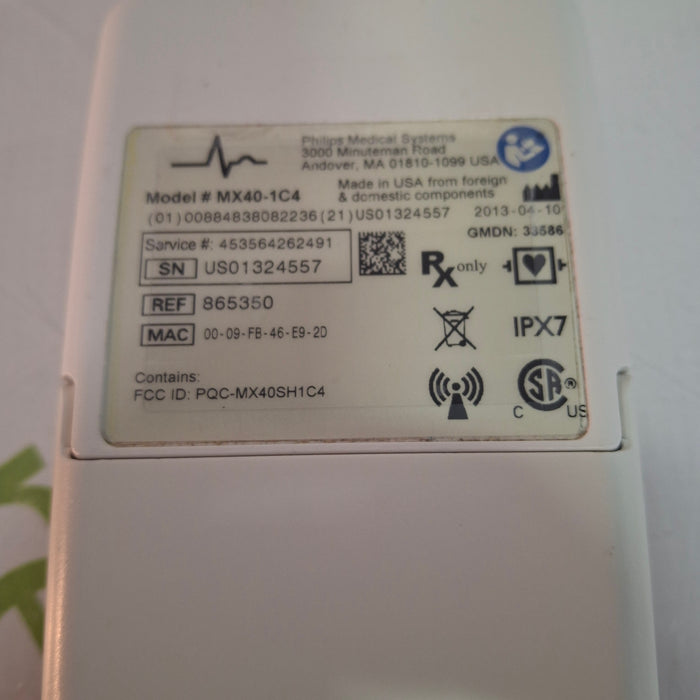 Philips Medical Systems
3000 Minuteman Road
Andover, MA 01810-1099 USA
Made in USA from foreign
& domestic components
Model # MX40-1C4
(01)00884838082236(21)US01324557 2013-04-10
GMDN: 33586
Service #: 453564262491
SN US01324557
Rx only
REF 865350
MAC 00-09-FB-46-E9-2D
IPX7
Contains:
FCC ID: PQC-MX40SH1C4
CSA®
C US